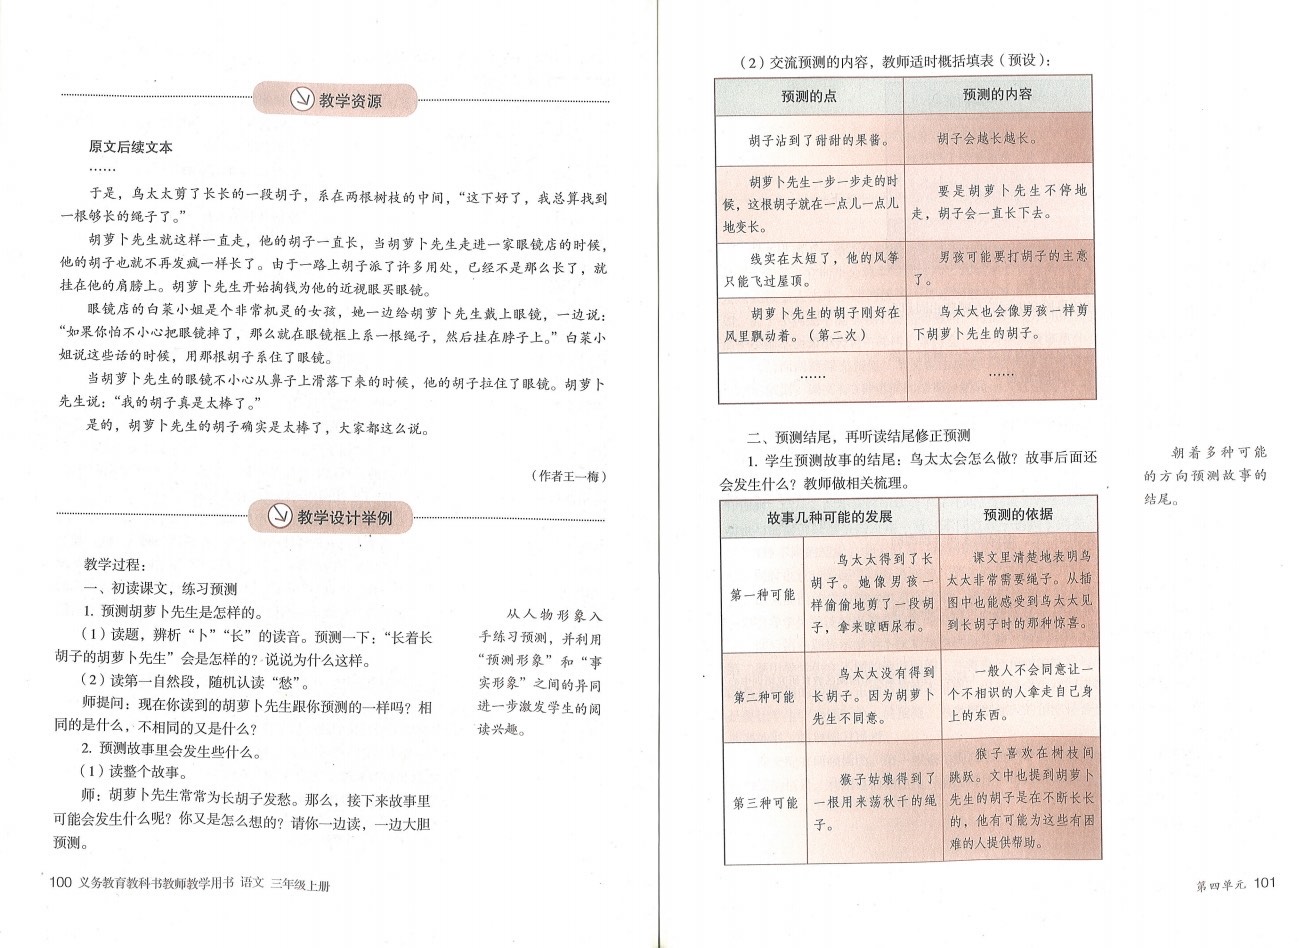 教学资源
原文后续文本
……
于是，鸟太太剪了长长的一段胡子，系在两根树枝的中间，“这下好了，我总算找到
一根够长的绳子了。”
胡萝卜先生就这样一直走，他的胡子一直长，当胡萝卜先生走进一家眼镜店的时候，
他的胡子也就不再发疯一样长了。由于一路上胡子派了许多用处，已经不是那么长了，就
挂在他的肩膀上。胡萝卜先生开始掏钱为他的近视眼买眼镜。
眼镜店的白菜小姐是个非常机灵的女孩，她一边给胡萝卜先生戴上眼镜，一边说：
“如果你怕不小心把眼镜摔了，那么就在眼镜框上系一根绳子，然后挂在脖子上。”白菜小
姐说这些话的时候，用那根胡子系住了眼镜。
当胡萝卜先生的眼镜不小心从鼻子上滑落下来的时候，他的胡子拉住了眼镜。胡萝卜
先生说：“我的胡子真是太棒了。”
是的，胡萝卜先生的胡子确实是太棒了，大家都这么说。
（作者王一梅）
教学设计举例
教学过程：
一、初读课文，练习预测
1. 预测胡萝卜先生是怎样的。
（1）读题，辨析“卜”“长”的读音。预测一下：“长着长
胡子的胡萝卜先生”会是怎样的？说说为什么这样。
（2）读第一自然段，随机认读“愁”。
师提问：现在你读到的胡萝卜先生跟你预测的一样吗？相
同的是什么，不相同的又是什么？
2. 预测故事里会发生些什么。
（1）读整个故事。
师：胡萝卜先生常常为长胡子发愁。那么，接下来故事里
可能会发生什么呢？你又是怎么想的？请你一边读，一边大胆
预测。
从人物形象入
手练习预测，并利用
“预测形象”和“事
实形象”之间的异同
进一步激发学生的阅
读兴趣。
100 义务教育教科书教师教学用书 语文 三年级上册
（2）交流预测的内容，教师适时概括填表（预设）：
预测的点
预测的内容
胡子沾到了甜甜的果酱。
胡子会越长越长。
胡萝卜先生一步一步走的时
候，这根胡子就在一点儿一点儿
地变长。
要是胡萝卜先生不停地
走，胡子会一直长下去。
线实在太短了，他的风筝
只能飞过屋顶。
男孩可能要打胡子的主意
了。
胡萝卜先生的胡子刚好在
风里飘动着。（第二次）
鸟太太也会像男孩一样剪
下胡萝卜先生的胡子。
……
……
二、预测结尾，再听读结尾修正预测
1. 学生预测故事的结尾：鸟太太会怎么做？故事后面还
会发生什么？教师做相关梳理。
朝着多种可能
的方向预测故事的
结尾。
故事几种可能的发展
预测的依据
第一种可能
鸟太太得到了长
胡子。她像男孩一
样偷偷地剪了一段胡
子，拿来晾晒尿布。
课文里清楚地表明鸟
太太非常需要绳子。从插
图中也能感受到鸟太太见
到长胡子时的那种惊喜。
第二种可能
鸟太太没有得到
长胡子。因为胡萝卜
先生不同意。
一般人不会同意让一
个不相识的人拿走自己身
上的东西。
第三种可能
猴子姑娘得到了
一根用来荡秋千的绳
子。
猴子喜欢在树枝间
跳跃。文中也提到胡萝卜
先生的胡子是在不断长长
的，他有可能为这些有困
难的人提供帮助。
第四单元 101